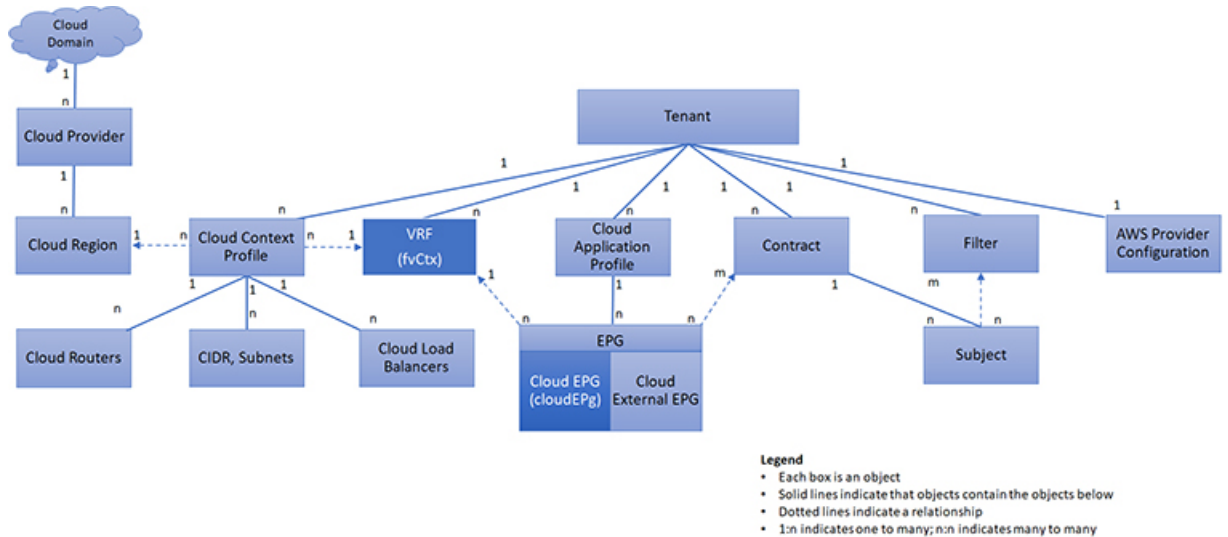 Cloud
Domain
1
n
Cloud Provider
Tenant
1
n
1
1
1
1
1
1
n
n
n
n
n
1
Cloud Region
1
n
Cloud Context
Profile
n
1
VRF
(fvCtx)
Cloud
Application
Profile
Contract
Filter
AWS Provider
Configuration
1
1
1
1
1
m
1
m
n
n
n
n
n
n
n
n
Cloud Routers
CIDR, Subnets
Cloud Load
Balancers
EPG
Subject
Cloud EPG
(cloudEPg)
Cloud
External EPG
Legend
• Each box is an object
• Solid lines indicate that objects contain the objects below
• Dotted lines indicate a relationship
• 1:n indicates one to many; n:n indicates many to many